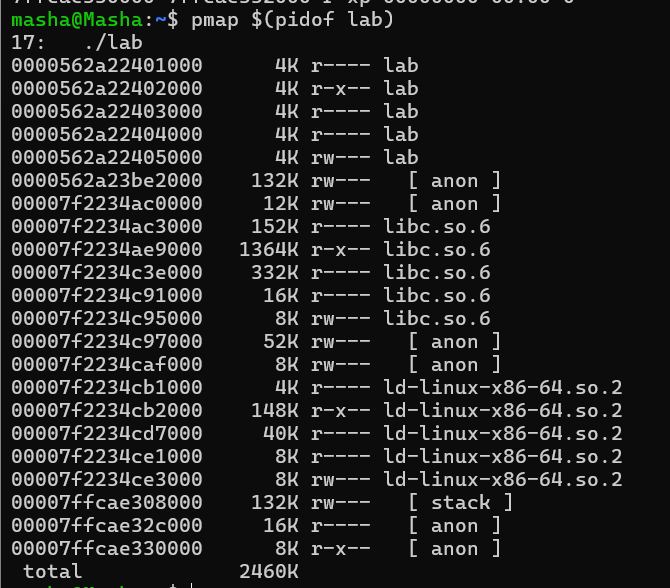 masha@Masha:~$ pmap $(pidof lab)
17:   ./lab
0000562a22401000      4K r---- lab
0000562a22402000      4K r-x-- lab
0000562a22403000      4K r---- lab
0000562a22404000      4K r---- lab
0000562a22405000      4K rw--- lab
0000562a23be2000    132K rw---   [ anon ]
00007f2234ac0000     12K rw---   [ anon ]
00007f2234ac3000    152K r---- libc.so.6
00007f2234ae9000   1364K r-x-- libc.so.6
00007f2234c3e000    332K r---- libc.so.6
00007f2234c91000     16K r---- libc.so.6
00007f2234c95000      8K rw--- libc.so.6
00007f2234c97000     52K rw---   [ anon ]
00007f2234caf000      8K rw---   [ anon ]
00007f2234cb1000      4K r---- ld-linux-x86-64.so.2
00007f2234cb2000    148K r-x-- ld-linux-x86-64.so.2
00007f2234cd7000     40K r---- ld-linux-x86-64.so.2
00007f2234ce1000      8K r---- ld-linux-x86-64.so.2
00007f2234ce3000      8K rw--- ld-linux-x86-64.so.2
00007ffcae308000    132K rw---   [ stack ]
00007ffcae32c000     16K r----   [ anon ]
00007ffcae330000      8K r-x--   [ anon ]
 total             2460K